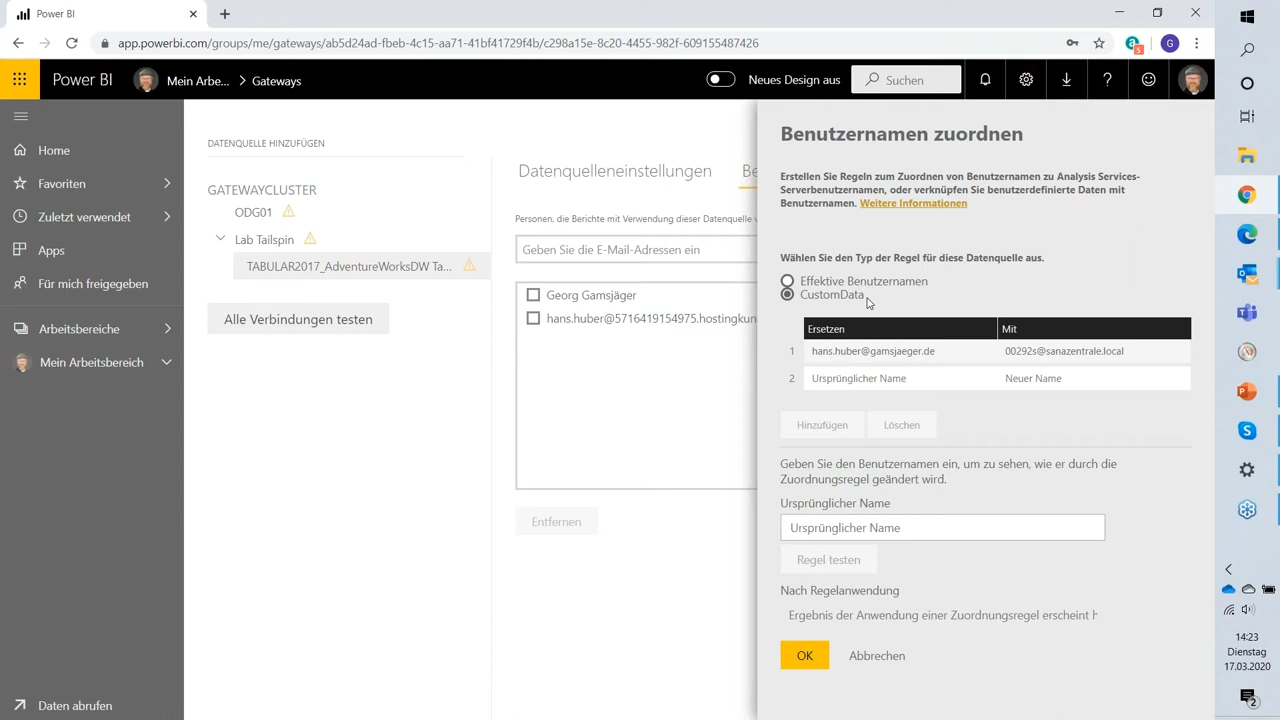 Power BI
app.powerbi.com/groups/me/gateways/ab5d24ad-fbeb-4c15-aa71-41bf41729f4b/c298a15e-8c20-4455-982f-609155487426
5
G
Power BI
Mein Arbe...
Gateways
Neues Design aus
Suchen
Home
Favoriten
Zuletzt verwendet
Apps
Für mich freigegeben
Arbeitsbereiche
Mein Arbeitsbereich
Daten abrufen
DATENQUELLE HINZUFÜGEN
GATEWAYCLUSTER
ODG01
Lab Tailspin
TABULAR2017_AdventureWorksDW Ta...
Alle Verbindungen testen
Datenquelleneinstellungen
Be
Personen, die Berichte mit Verwendung dieser Datenquelle v
Geben Sie die E-Mail-Adressen ein
Georg Gamsjäger
hans.huber@5716419154975.hostingkun
Entfernen
Benutzernamen zuordnen
Erstellen Sie Regeln zum Zuordnen von Benutzernamen zu Analysis Services-
Serverbenutzernamen, oder verknüpfen Sie benutzerdefinierte Daten mit
Benutzernamen. Weitere Informationen
Wählen Sie den Typ der Regel für diese Datenquelle aus.
Effektive Benutzernamen
CustomData
Ersetzen Mit
1 hans.huber@gamsjaeger.de 00292s@sanazentrale.local
2 Ursprünglicher Name Neuer Name
Hinzufügen Löschen
Geben Sie den Benutzernamen ein, um zu sehen, wie er durch die
Zuordnungsregel geändert wird.
Ursprünglicher Name
Ursprünglicher Name
Regel testen
Nach Regelanwendung
Ergebnis der Anwendung einer Zuordnungsregel erscheint h
OK Abbrechen
14:23
Dienstag
17.03.2020
2